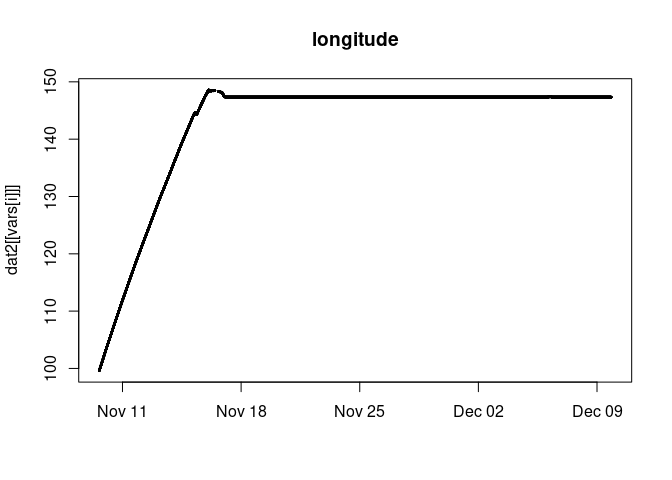 longitude
dat2[[vars[i]]]
150
140
130
120
110
100
Nov 11
Nov 18
Nov 25
Dec 02
Dec 09